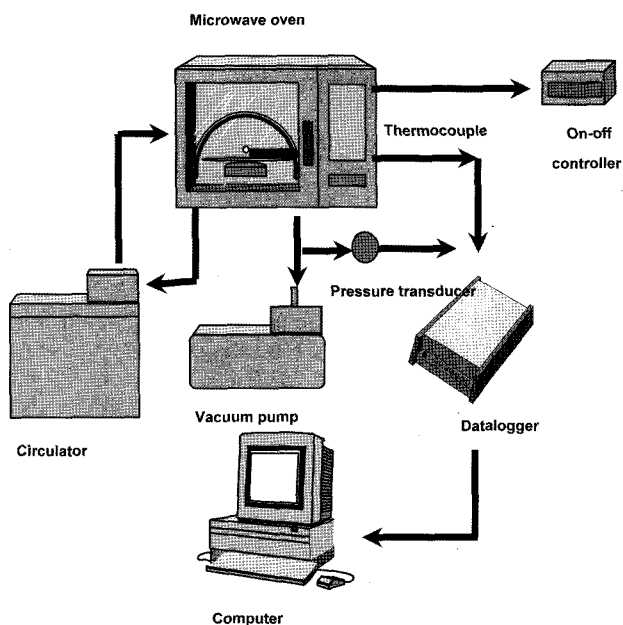 Microwave oven
Thermocouple
On-off
controller
Pressure transducer
Vacuum pump
Datalogger
Circulator
Computer